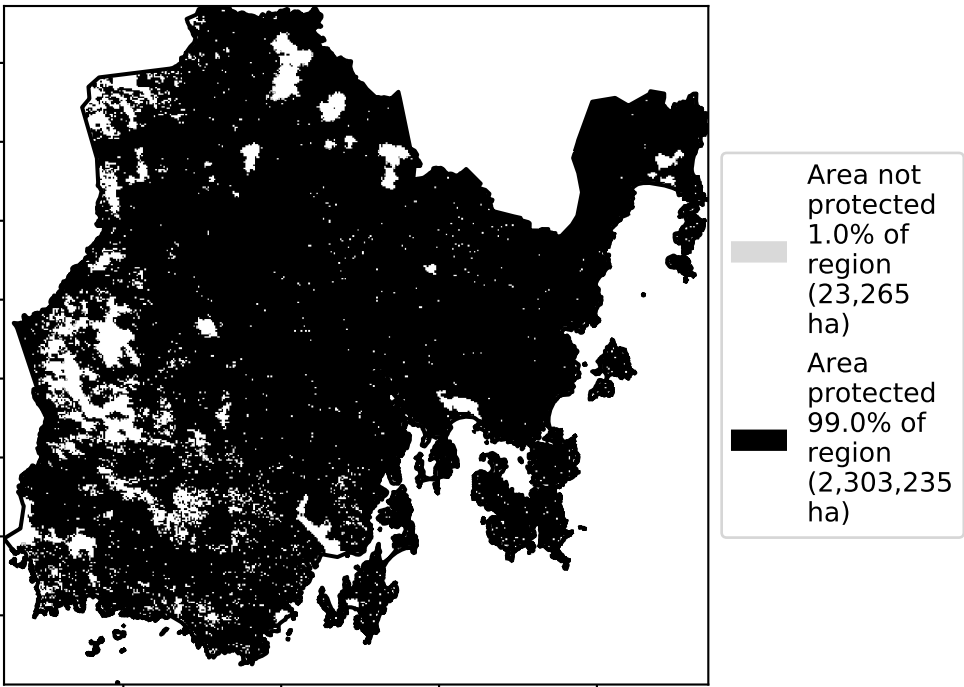 Area not
protected
1.0% of
region
(23,265
ha)
Area
protected
99.0% of
region
(2,303,235
ha)